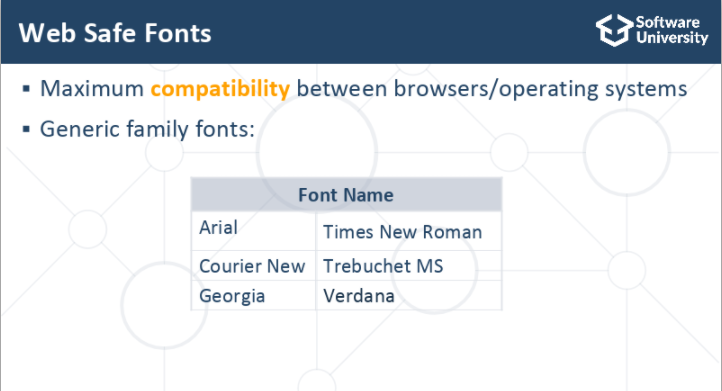 Web Safe Fonts
Software
University
▪ Maximum compatibility between browsers/operating systems
▪ Generic family fonts:
Font Name
Arial Times New Roman
Courier New Trebuchet MS
Georgia Verdana